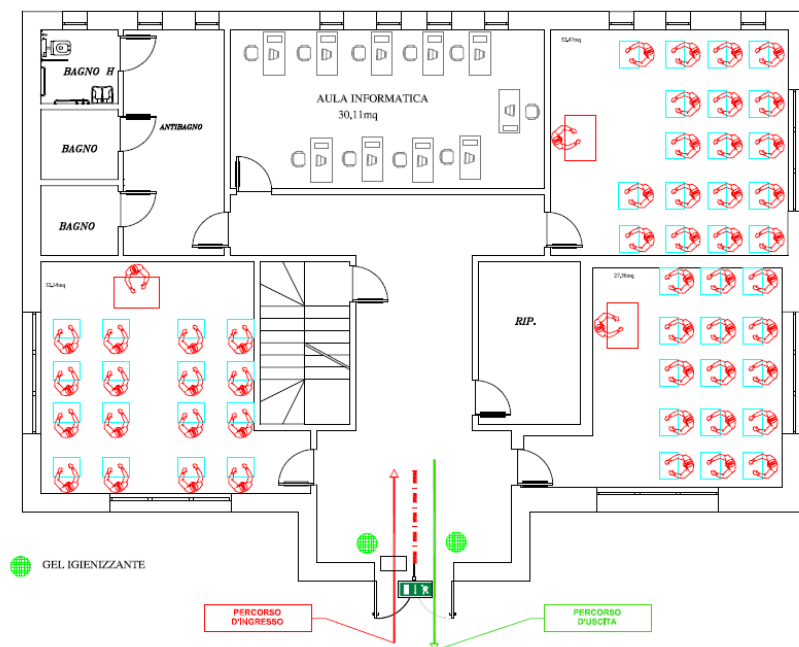 BAGNO H
ANTIBAGNO
AULA INFORMATICA
30,11mq
BAGNO
BAGNO
RIP.
GEL IGIENIZZANTE
PERCORSO
D'INGRESSO
PERCORSO
D'USCITA